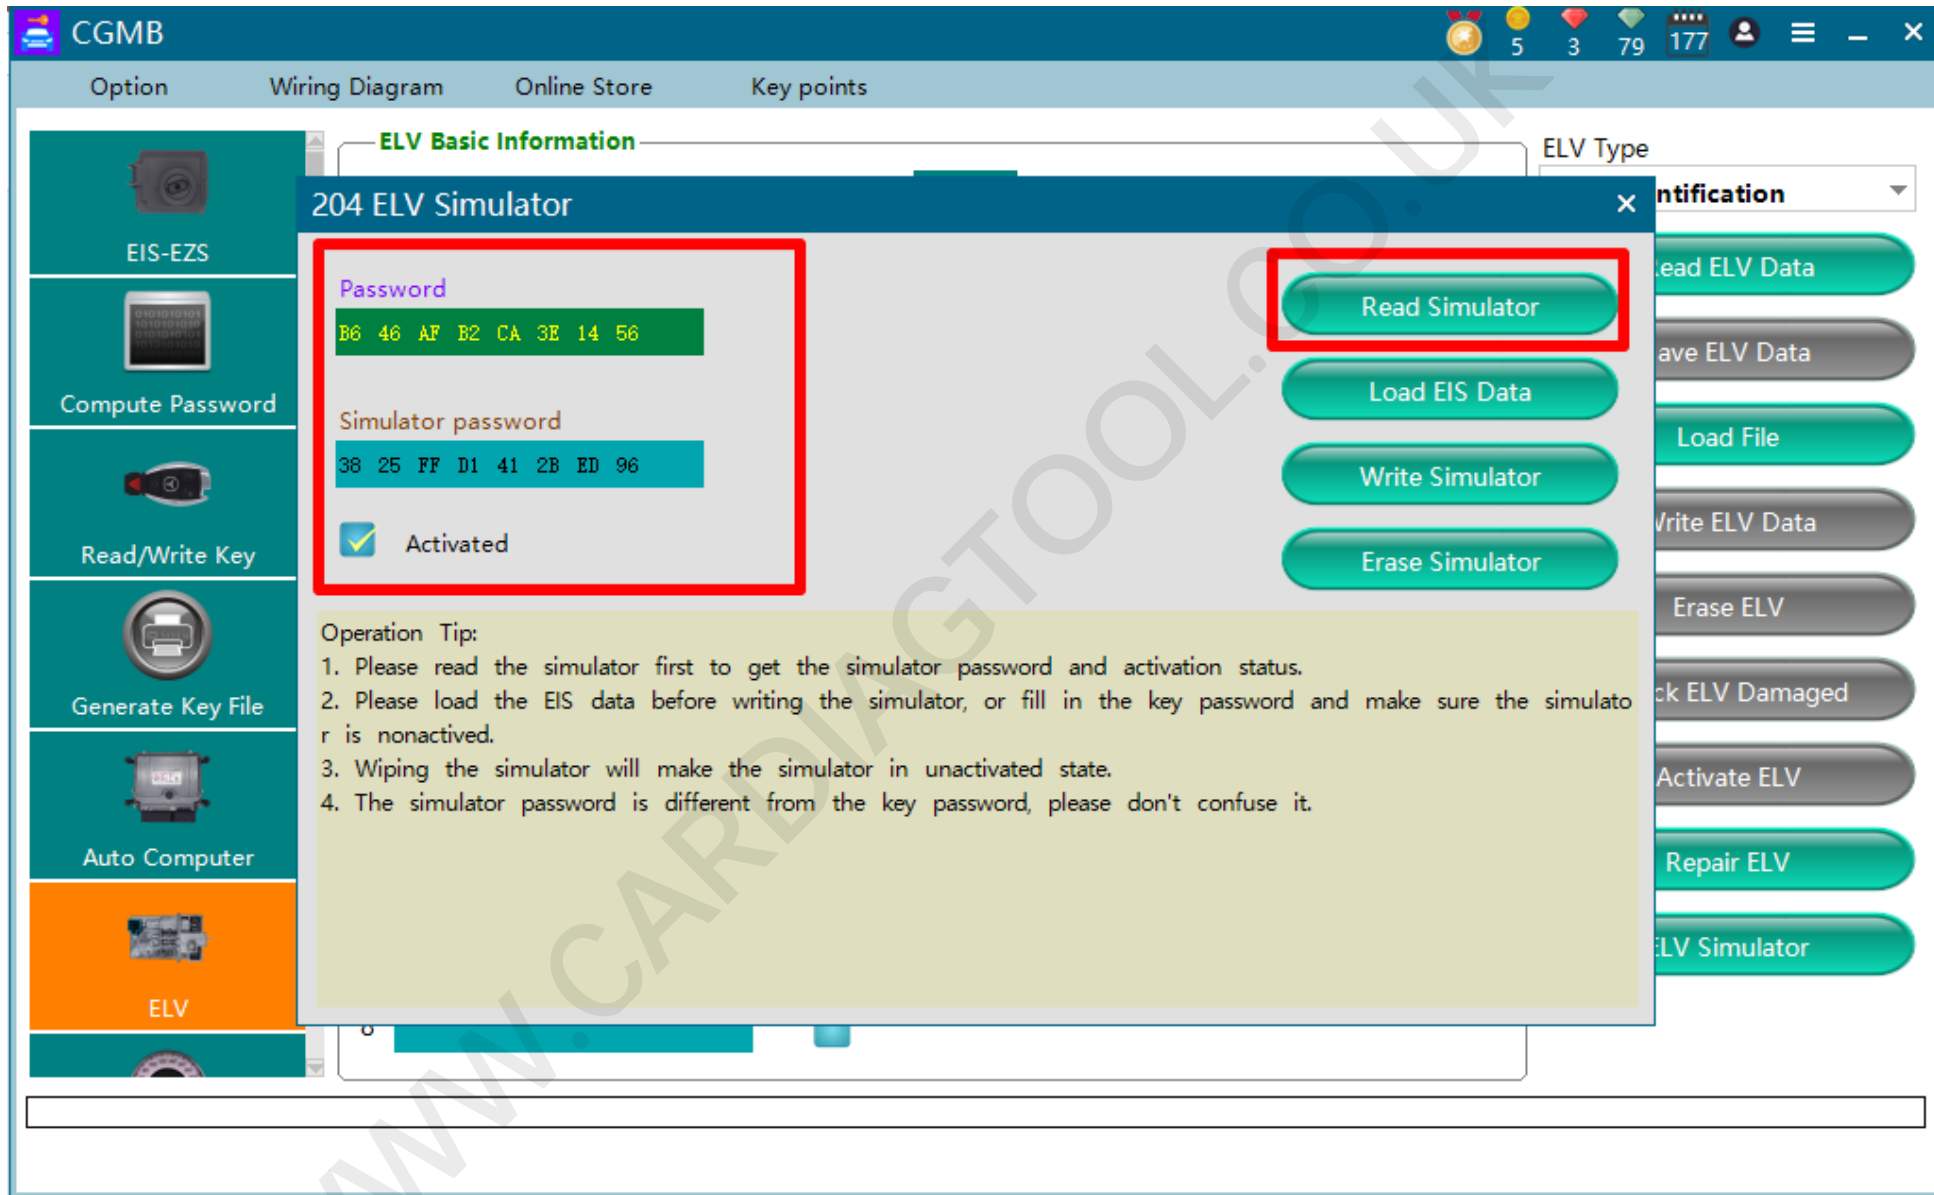 CGMB
5 3 79 177
Option Wiring Diagram Online Store Key points
ELV Basic Information
ELV Type
ntification
204 ELV Simulator
EIS-EZS
Compute Password
Read/Write Key
Generate Key File
Auto Computer
ELV
Password
B6 46 AF B2 CA 3E 14 56
Simulator password
38 25 FF D1 41 2B ED 96
Activated
Read Simulator
Load EIS Data
Write Simulator
Erase Simulator
Operation Tip:
1. Please read the simulator first to get the simulator password and activation status.
2. Please load the EIS data before writing the simulator, or fill in the key password and make sure the simulato
r is nonactived.
3. Wiping the simulator will make the simulator in unactivated state.
4. The simulator password is different from the key password, please don't confuse it.
ead ELV Data
ave ELV Data
Load File
rite ELV Data
Erase ELV
ck ELV Damaged
Activate ELV
Repair ELV
ELV Simulator
WWW.CARDIAGTOOL.CO.UK